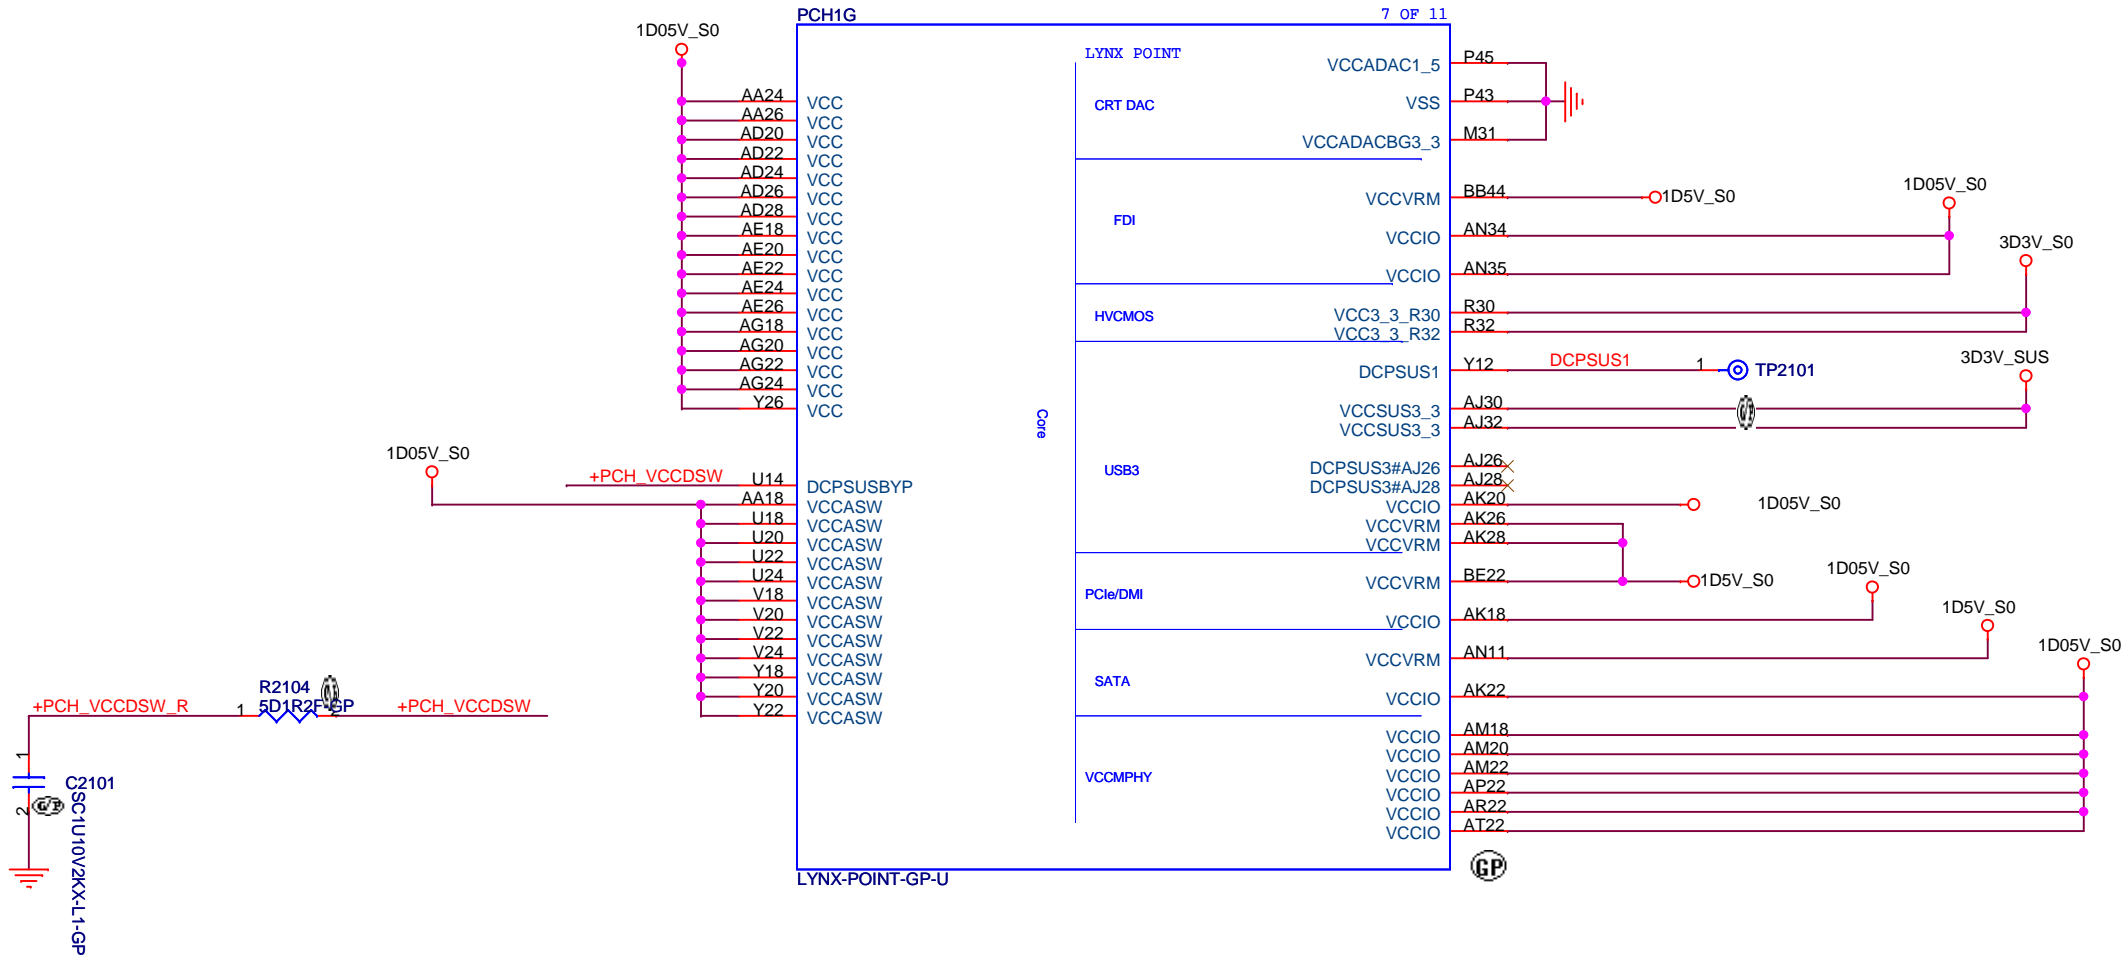 PCH1G
7 OF 11
LYNX POINT
1D05V_S0
AA24 VCC
AA26 VCC
AD20 VCC
AD22 VCC
AD24 VCC
AD26 VCC
AD28 VCC
AE18 VCC
AE20 VCC
AE22 VCC
AE24 VCC
AE26 VCC
AG18 VCC
AG20 VCC
AG22 VCC
AG24 VCC
Y26 VCC
1D05V_S0
+PCH_VCCDSW U14 DCPSUSBYP
AA18 VCCASW
U18 VCCASW
U20 VCCASW
U22 VCCASW
U24 VCCASW
V18 VCCASW
V20 VCCASW
V22 VCCASW
V24 VCCASW
Y18 VCCASW
Y20 VCCASW
Y22 VCCASW
Core
CRT DAC
VCCADAC1_5 P45
VSS P43
VCCADACBG3_3 M31
FDI
VCCVRM BB44 1D5V_S0
1D05V_S0
VCCIO AN34
VCCIO AN35
HVCMOS
3D3V_S0
VCC3_3_R30 R30
VCC3_3_R32 R32
USB3
DCPSUS1 Y12 DCPSUS1 1 TP2101
3D3V_SUS
VCCSUS3_3 AJ30
VCCSUS3_3 AJ32
DCPSUS3#AJ26 AJ26
DCPSUS3#AJ28 AJ28
VCCIO AK20 1D05V_S0
VCCVRM AK26
VCCVRM AK28
PCIe/DMI
VCCVRM BE22 1D5V_S0
1D05V_S0
VCCIO AK18
SATA
1D5V_S0
VCCVRM AN11
1D05V_S0
VCCIO AK22
VCCMPHY
VCCIO AM18
VCCIO AM20
VCCIO AM22
VCCIO AP22
VCCIO AR22
VCCIO AT22
GP
LYNX-POINT-GP-U
R2104
5D1R2F-GP
+PCH_VCCDSW_R 1 2 +PCH_VCCDSW
1
C2101
2
G/P
SC1U10V2KX-L1-GP